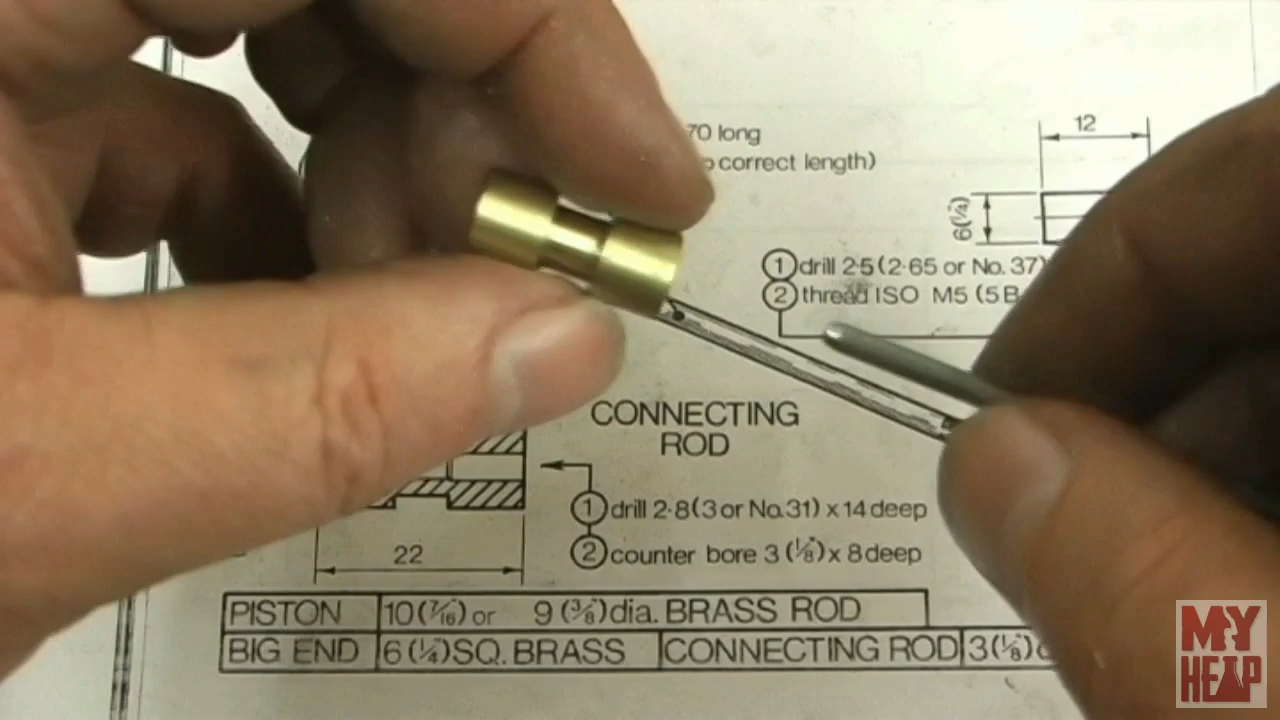 70 long
correct length)
12
6(¼)
① drill 2·5(2·65 or No. 37)
② thread ISO M5 (5B
CONNECTING
ROD
① drill 2·8(3 or No.31) x 14 deep
② counter bore 3 (⅛")x 8 deep
22
PISTON 10(7/16") or 9(⅜")dia. BRASS ROD
BIG END 6(¼")SQ. BRASS CONNECTING ROD 3(⅛")
MY
HEAP